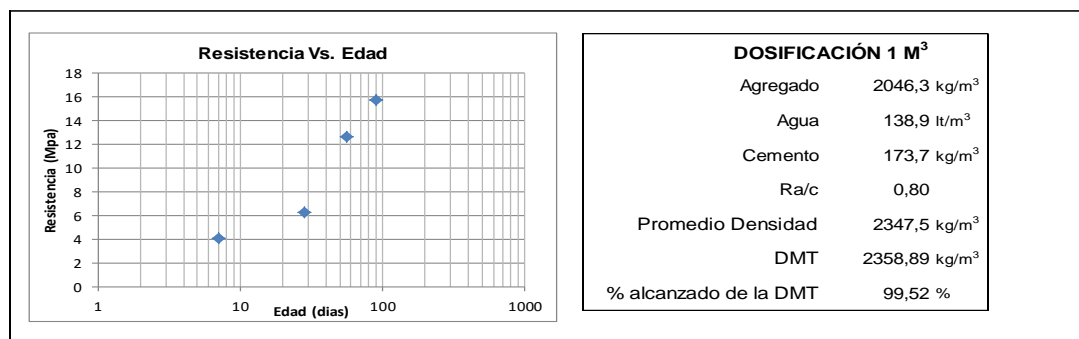 Resistencia Vs. Edad
18
16
14
12
10
8
6
4
2
0
Resistencia (Mpa)
1 10 100 1000
Edad (dias)
DOSIFICACIÓN 1 M³
Agregado 2046,3 kg/m³
Agua 138,9 lt/m³
Cemento 173,7 kg/m³
Ra/c 0,80
Promedio Densidad 2347,5 kg/m³
DMT 2358,89 kg/m³
% alcanzado de la DMT 99,52 %